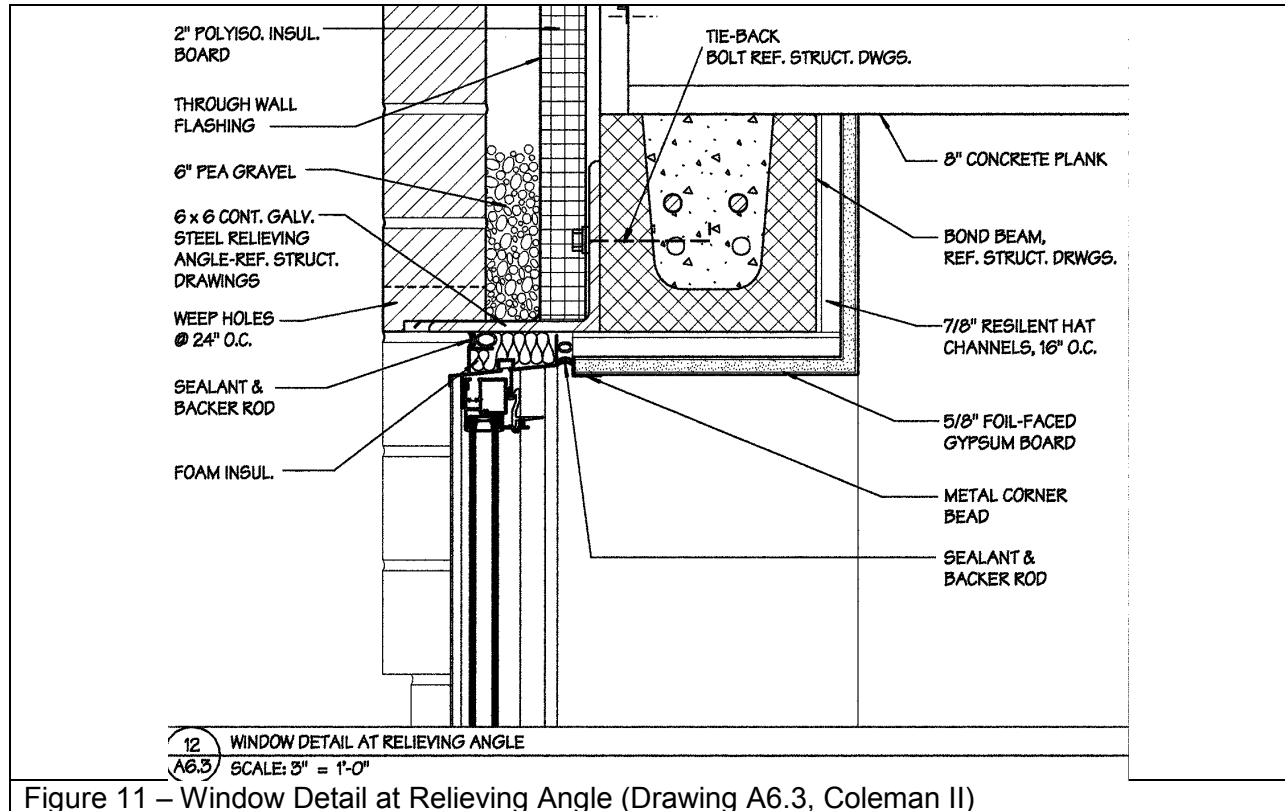 2" POLYISO. INSUL.
BOARD
THROUGH WALL
FLASHING
6" PEA GRAVEL
6 x 6 CONT. GALV.
STEEL RELIEVING
ANGLE-REF. STRUCT.
DRAWINGS
WEEP HOLES
@ 24" O.C.
SEALANT &
BACKER ROD
FOAM INSUL.
TIE-BACK
BOLT REF. STRUCT. DWGS.
8" CONCRETE PLANK
BOND BEAM,
REF. STRUCT. DRWGS.
7/8" RESILENT HAT
CHANNELS, 16" O.C.
5/8" FOIL-FACED
GYPSUM BOARD
METAL CORNER
BEAD
SEALANT &
BACKER ROD
12 WINDOW DETAIL AT RELIEVING ANGLE
A6.3 SCALE: 3" = 1'-0"
Figure 11 – Window Detail at Relieving Angle (Drawing A6.3, Coleman II)